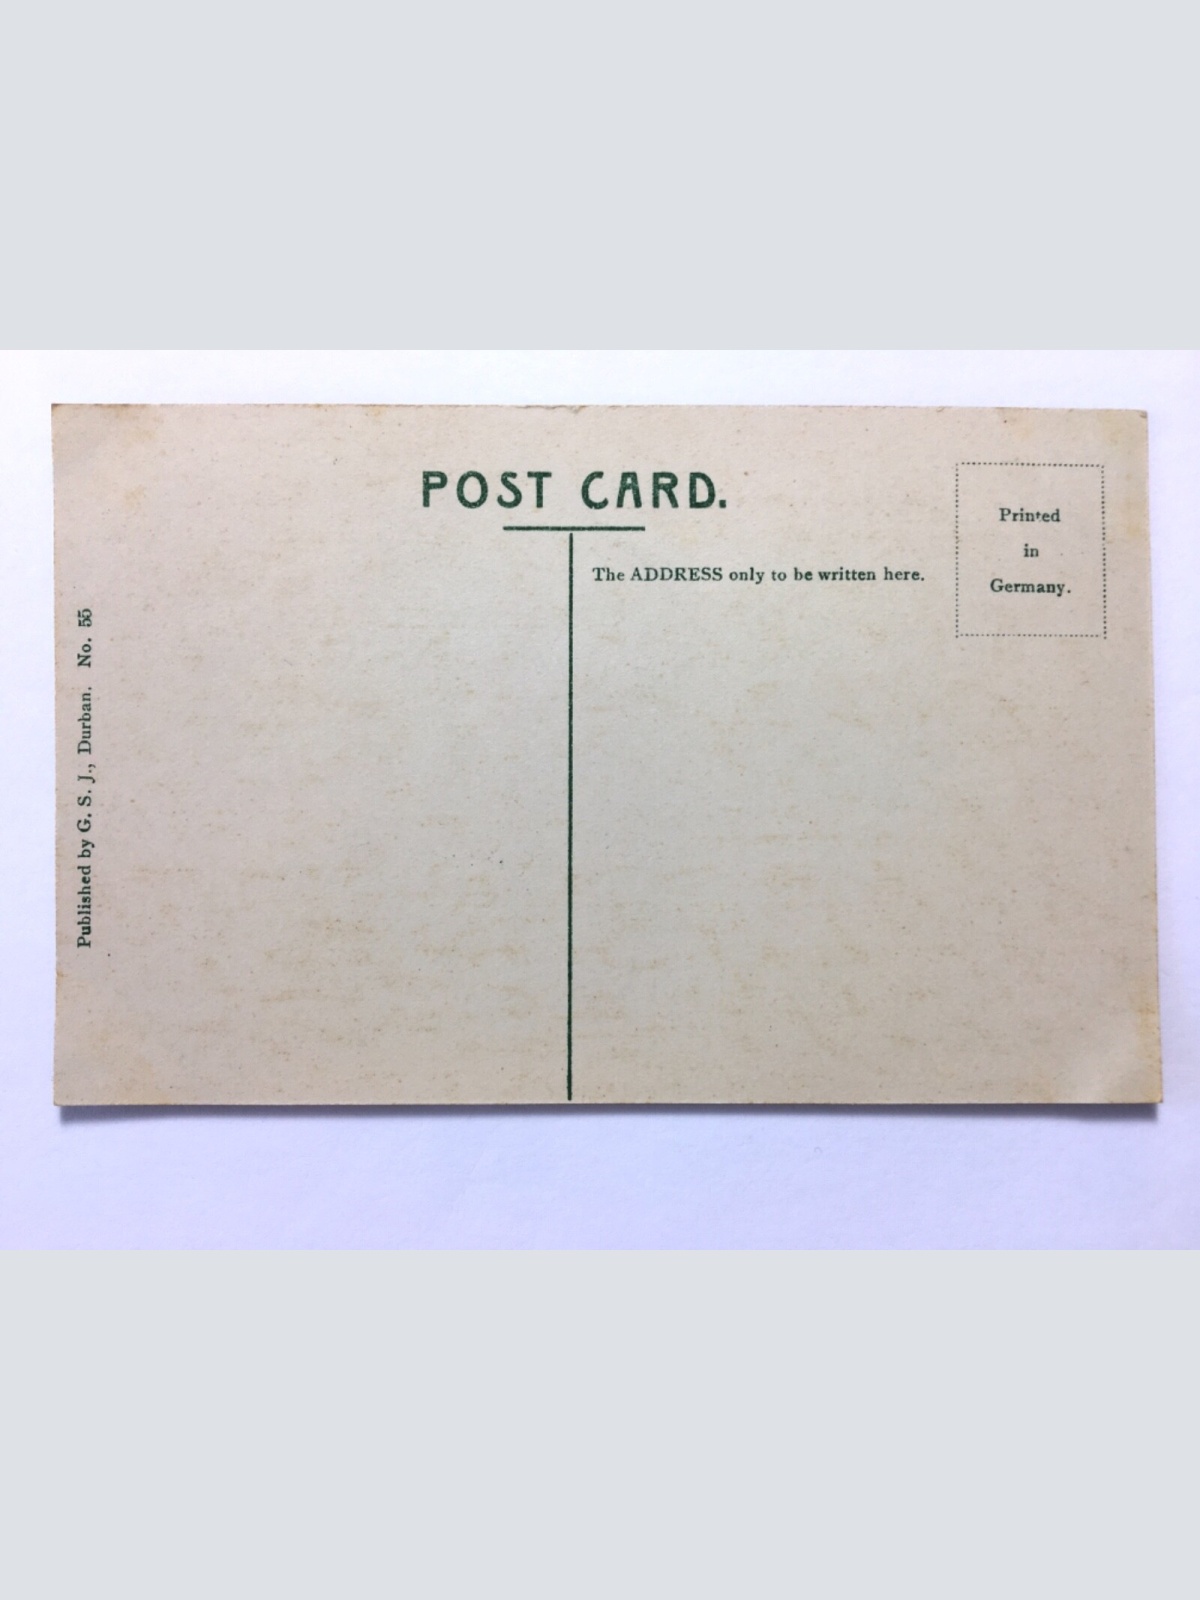 POST CARD.
The ADDRESS only to be written here.
Printed
in
Germany.
Published by G. S. J., Durban. No. 55